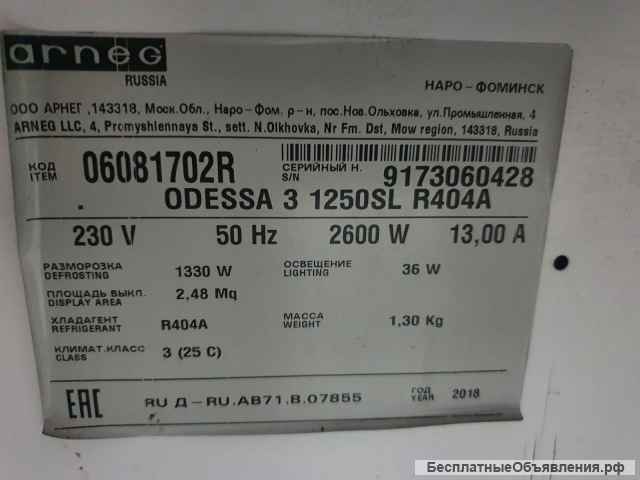 arneg
RUSSIA
НАРО-ФОМИНСК
ООО АРНЕГ ,143318, Моск.Обл., Наро-Фом. р-н, пос.Нов.Ольховка, ул.Промышленная, 4
ARNEG LLC, 4, Promyshlennaya St., sett. N.Olkhovka, Nr Fm. Dst, Mow region, 143318, Russia
КОД 06081702R СЕРИЙНЫЙ Н. 9173060428
ITEM S/N
. ODESSA 3 1250SL R404A
230 V 50 Hz 2600 W 13,00 A
РАЗМОРОЗКА 1330 W ОСВЕЩЕНИЕ 36 W
DEFROSTING LIGHTING
ПЛОЩАДЬ ВЫКЛ. 2,48 Mq
DISPLAY AREA
ХЛАДАГЕНТ R404A МАССА 1,30 Kg
REFRIGERANT WEIGHT
КЛИМАТ.КЛАСС 3 (25 C)
CLASS
EAC RU Д-RU.АВ71.В.07855 ГОД 2018
YEAR
БесплатныеОбъявления.рф